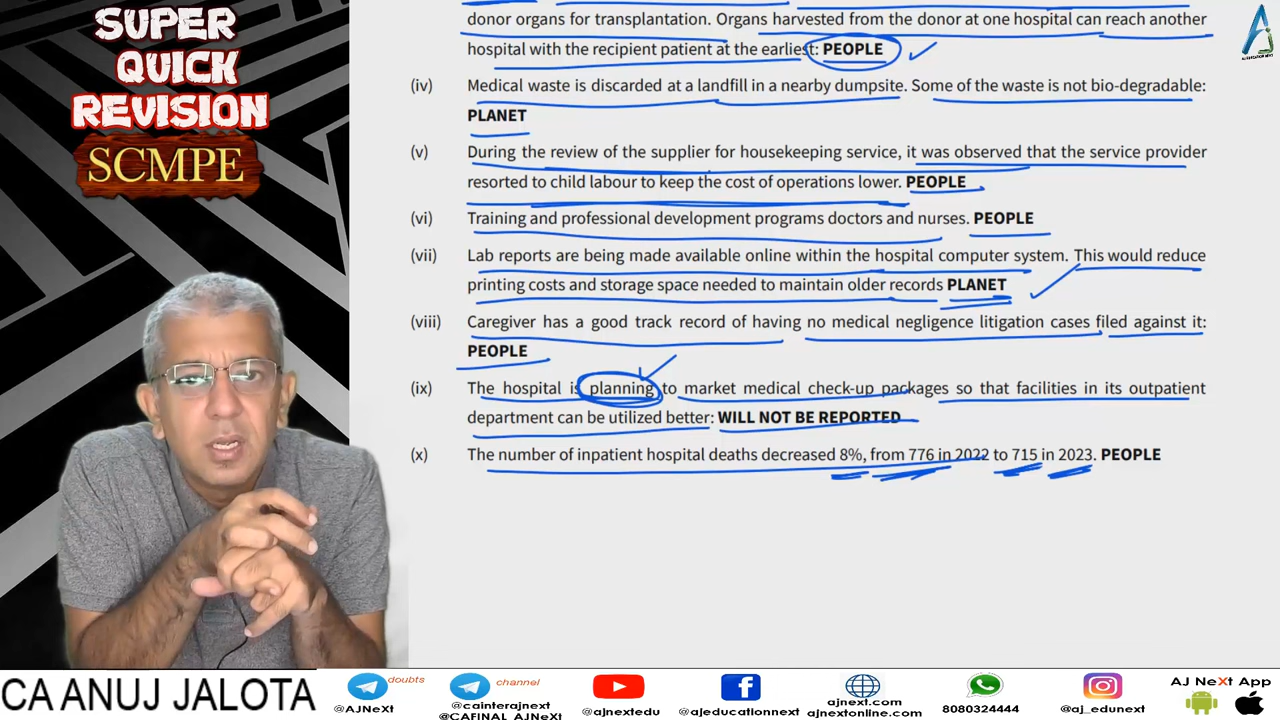 SUPER
QUICK
REVISION
SCMPE
donor organs for transplantation. Organs harvested from the donor at one hospital can reach another
hospital with the recipient patient at the earliest: PEOPLE
(iv) Medical waste is discarded at a landfill in a nearby dumpsite. Some of the waste is not bio-degradable:
PLANET
(v) During the review of the supplier for housekeeping service, it was observed that the service provider
resorted to child labour to keep the cost of operations lower. PEOPLE
(vi) Training and professional development programs doctors and nurses. PEOPLE
(vii) Lab reports are being made available online within the hospital computer system. This would reduce
printing costs and storage space needed to maintain older records PLANET
(viii) Caregiver has a good track record of having no medical negligence litigation cases filed against it:
PEOPLE
(ix) The hospital is planning to market medical check-up packages so that facilities in its outpatient
department can be utilized better: WILL NOT BE REPORTED
(x) The number of inpatient hospital deaths decreased 8%, from 776 in 2022 to 715 in 2023. PEOPLE
CA ANUJ JALOTA
doubts
@AJNeXt
channel
@cainterajnext
@CAFINAL_AJNeXt
@ajnextedu
@ajeducationnext
ajnext.com
ajnextonline.com
8080324444
@aj_edunext
AJ NeXt App